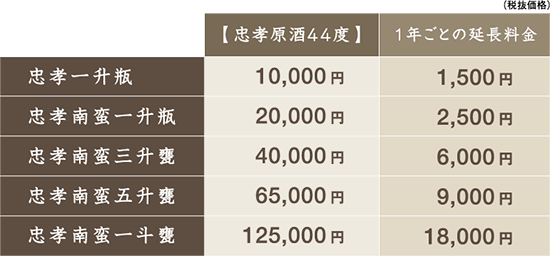 （税抜価格）
【忠孝原酒44度】 1年ごとの延長料金
忠孝一升瓶 10,000円 1,500円
忠孝南蛮一升瓶 20,000円 2,500円
忠孝南蛮三升甕 40,000円 6,000円
忠孝南蛮五升甕 65,000円 9,000円
忠孝南蛮一斗甕 125,000円 18,000円